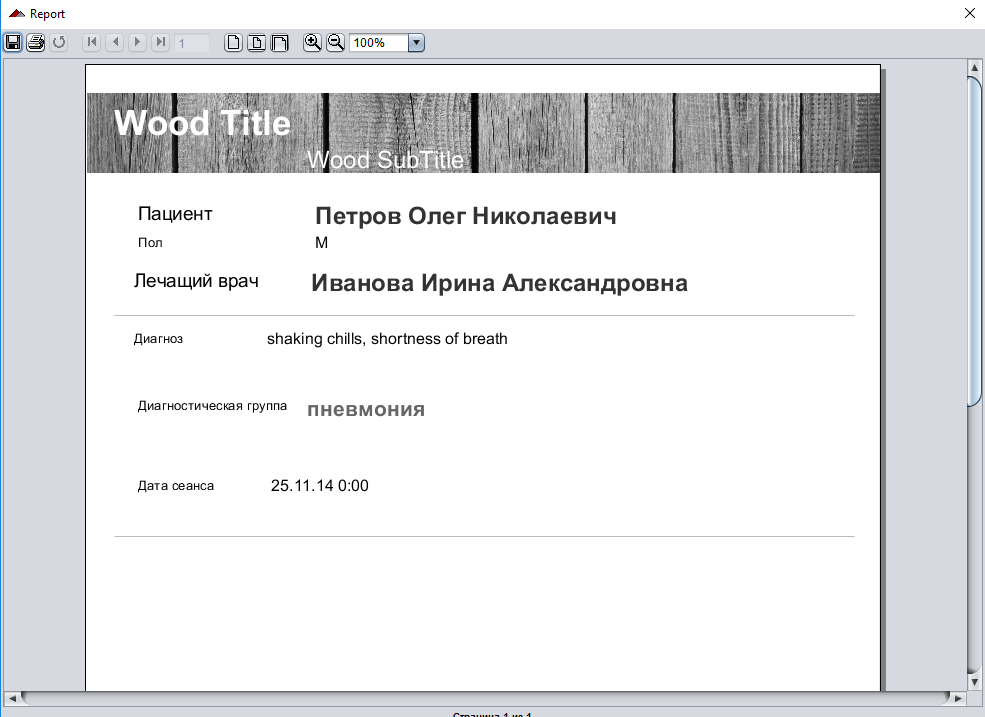 Report
1
100%
Wood Title
Wood SubTitle
Пациент Петров Олег Николаевич
Пол М
Лечащий врач Иванова Ирина Александровна
Диагноз shaking chills, shortness of breath
Диагностическая группа пневмония
Дата сеанса 25.11.14 0:00
Страница 1 из 1